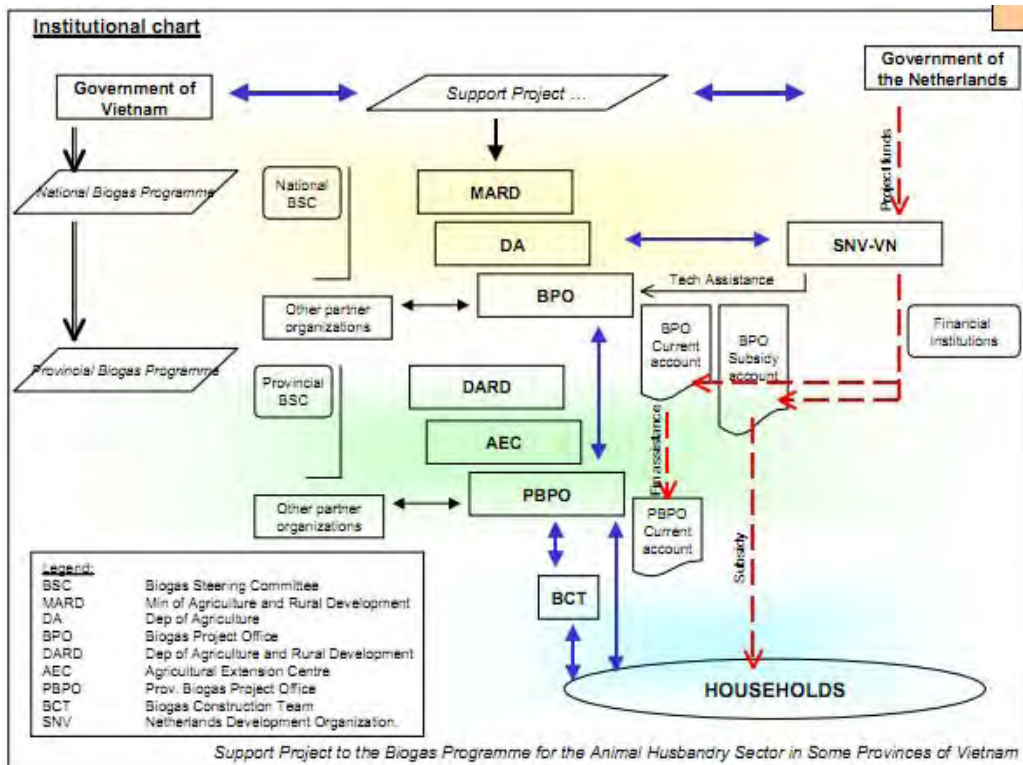 Institutional chart
Government of
Vietnam
Support Project ...
Government of
the Netherlands
Project funds
National Biogas Programme
National
BSC
MARD
DA
SNV-VN
Tech Assistance
BPO
Other partner
organizations
BPO
Current
account
BPO
Subsidy
account
Financial
Institutions
Provincial Biogas Programme
Provincial
BSC
DARD
AEC
Fin assistance
PBPO
Other partner
organizations
PBPO
Current
account
Subsidy
BCT
HOUSEHOLDS
Legend:
BSC Biogas Steering Committee
MARD Min of Agriculture and Rural Development
DA Dep of Agriculture
BPO Biogas Project Office
DARD Dep of Agriculture and Rural Development
AEC Agricultural Extension Centre
PBPO Prov. Biogas Project Office
BCT Biogas Construction Team
SNV Netherlands Development Organization.
Support Project to the Biogas Programme for the Animal Husbandry Sector in Some Provinces of Vietnam